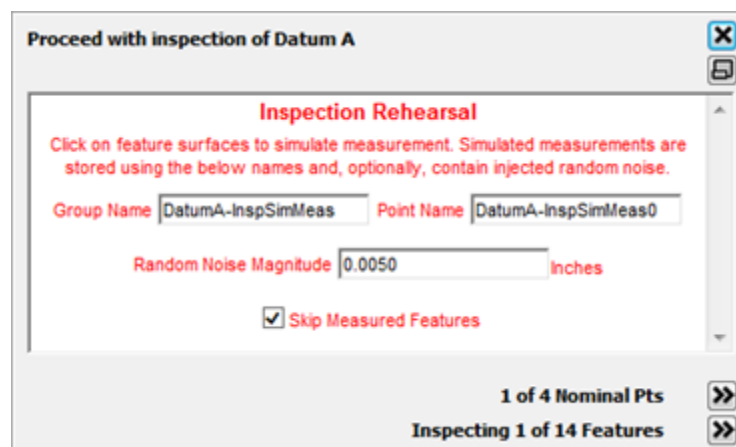 Proceed with inspection of Datum A
Inspection Rehearsal
Click on feature surfaces to simulate measurement. Simulated measurements are
stored using the below names and, optionally, contain injected random noise.
Group Name DatumA-InspSimMeas Point Name DatumA-InspSimMeas0
Random Noise Magnitude 0.0050 Inches
Skip Measured Features
1 of 4 Nominal Pts
Inspecting 1 of 14 Features